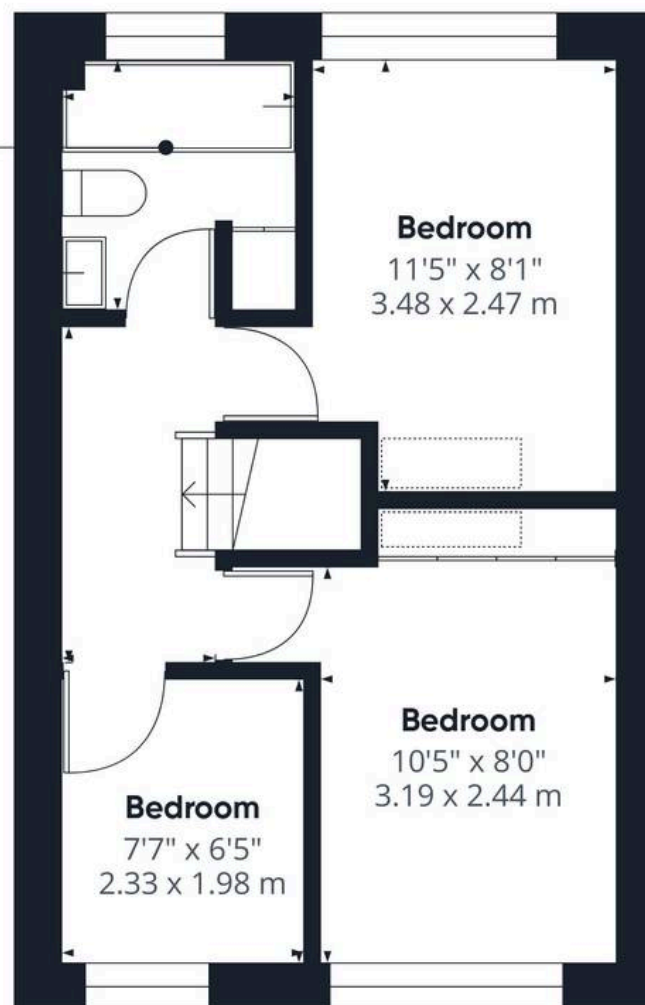 Bedroom
11'5" x 8'1"
3.48 x 2.47 m
Bedroom
10'5" x 8'0"
3.19 x 2.44 m
Bedroom
7'7" x 6'5"
2.33 x 1.98 m